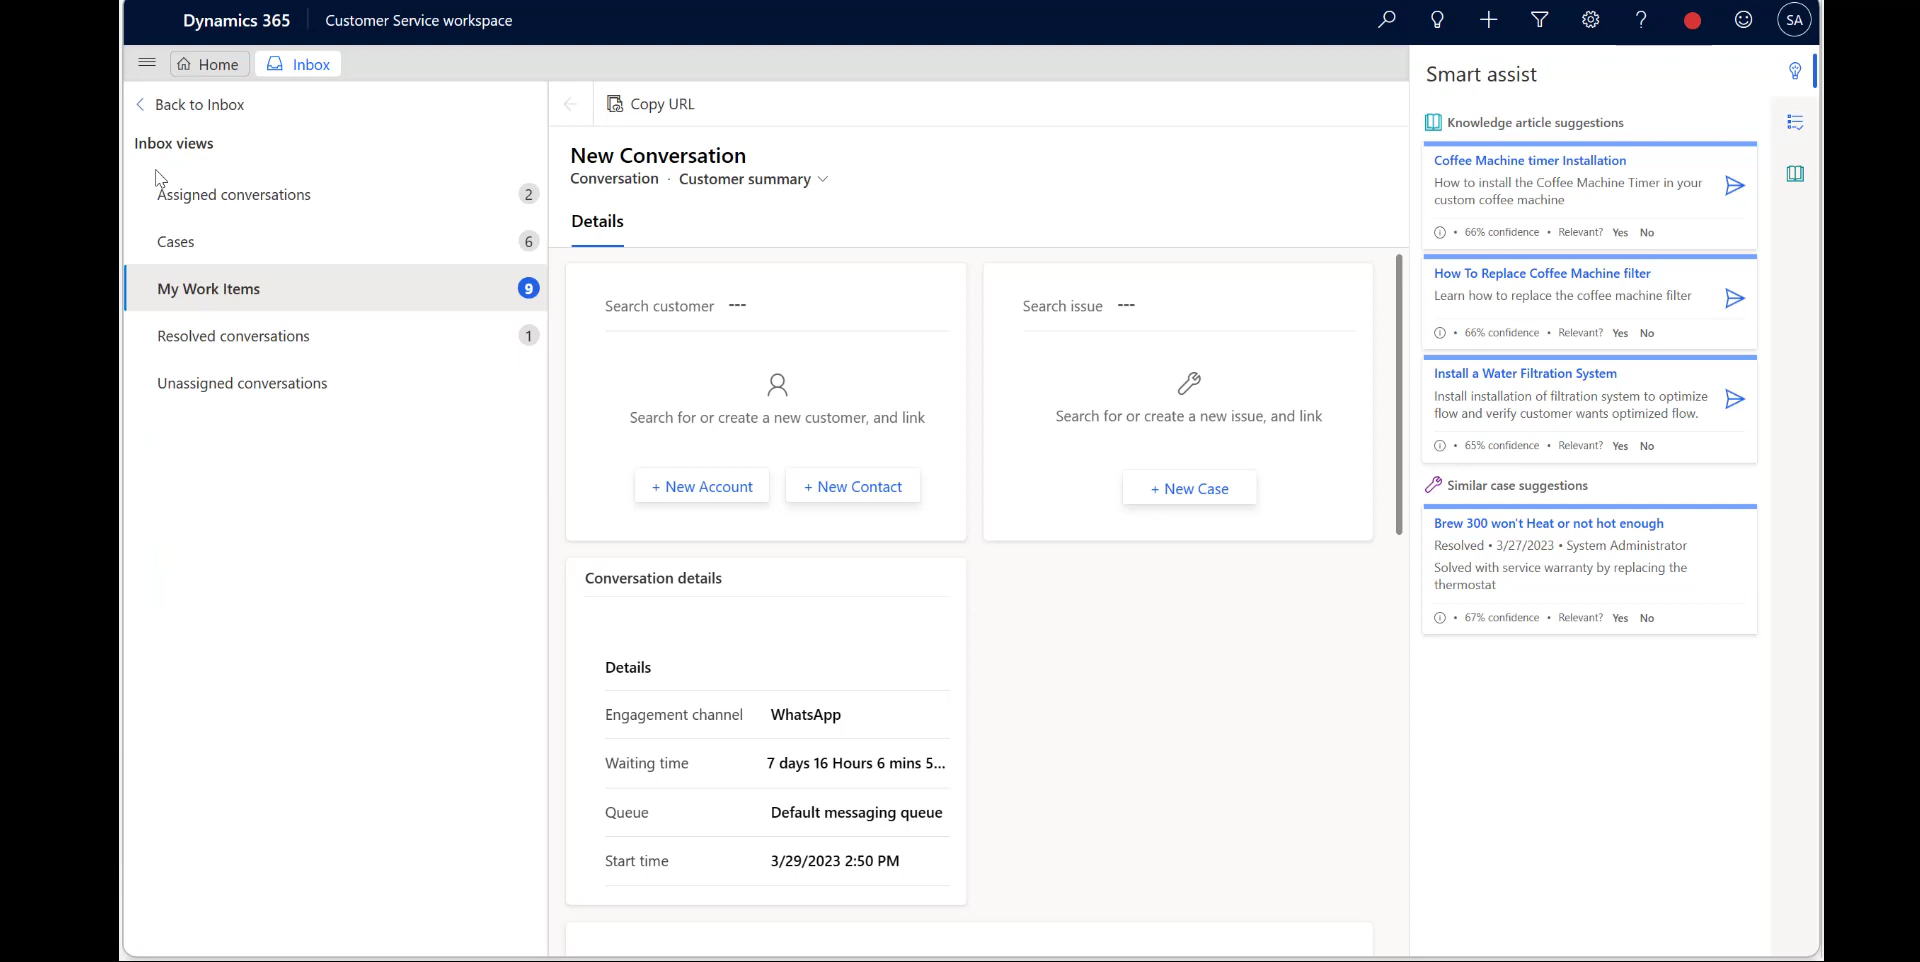 Dynamics 365
Customer Service workspace
SA
Home
Inbox
Back to Inbox
Inbox views
Assigned conversations 2
Cases 6
My Work Items 9
Resolved conversations 1
Unassigned conversations
Copy URL
New Conversation
Conversation · Customer summary
Details
Search customer ---
Search for or create a new customer, and link
+ New Account
+ New Contact
Search issue ---
Search for or create a new issue, and link
+ New Case
Conversation details
Details
Engagement channel WhatsApp
Waiting time 7 days 16 Hours 6 mins 5...
Queue Default messaging queue
Start time 3/29/2023 2:50 PM
Smart assist
Knowledge article suggestions
Coffee Machine timer Installation
How to install the Coffee Machine Timer in your
custom coffee machine
• 66% confidence • Relevant? Yes No
How To Replace Coffee Machine filter
Learn how to replace the coffee machine filter
• 66% confidence • Relevant? Yes No
Install a Water Filtration System
Install installation of filtration system to optimize
flow and verify customer wants optimized flow.
• 65% confidence • Relevant? Yes No
Similar case suggestions
Brew 300 won't Heat or not hot enough
Resolved • 3/27/2023 • System Administrator
Solved with service warranty by replacing the
thermostat
• 67% confidence • Relevant? Yes No